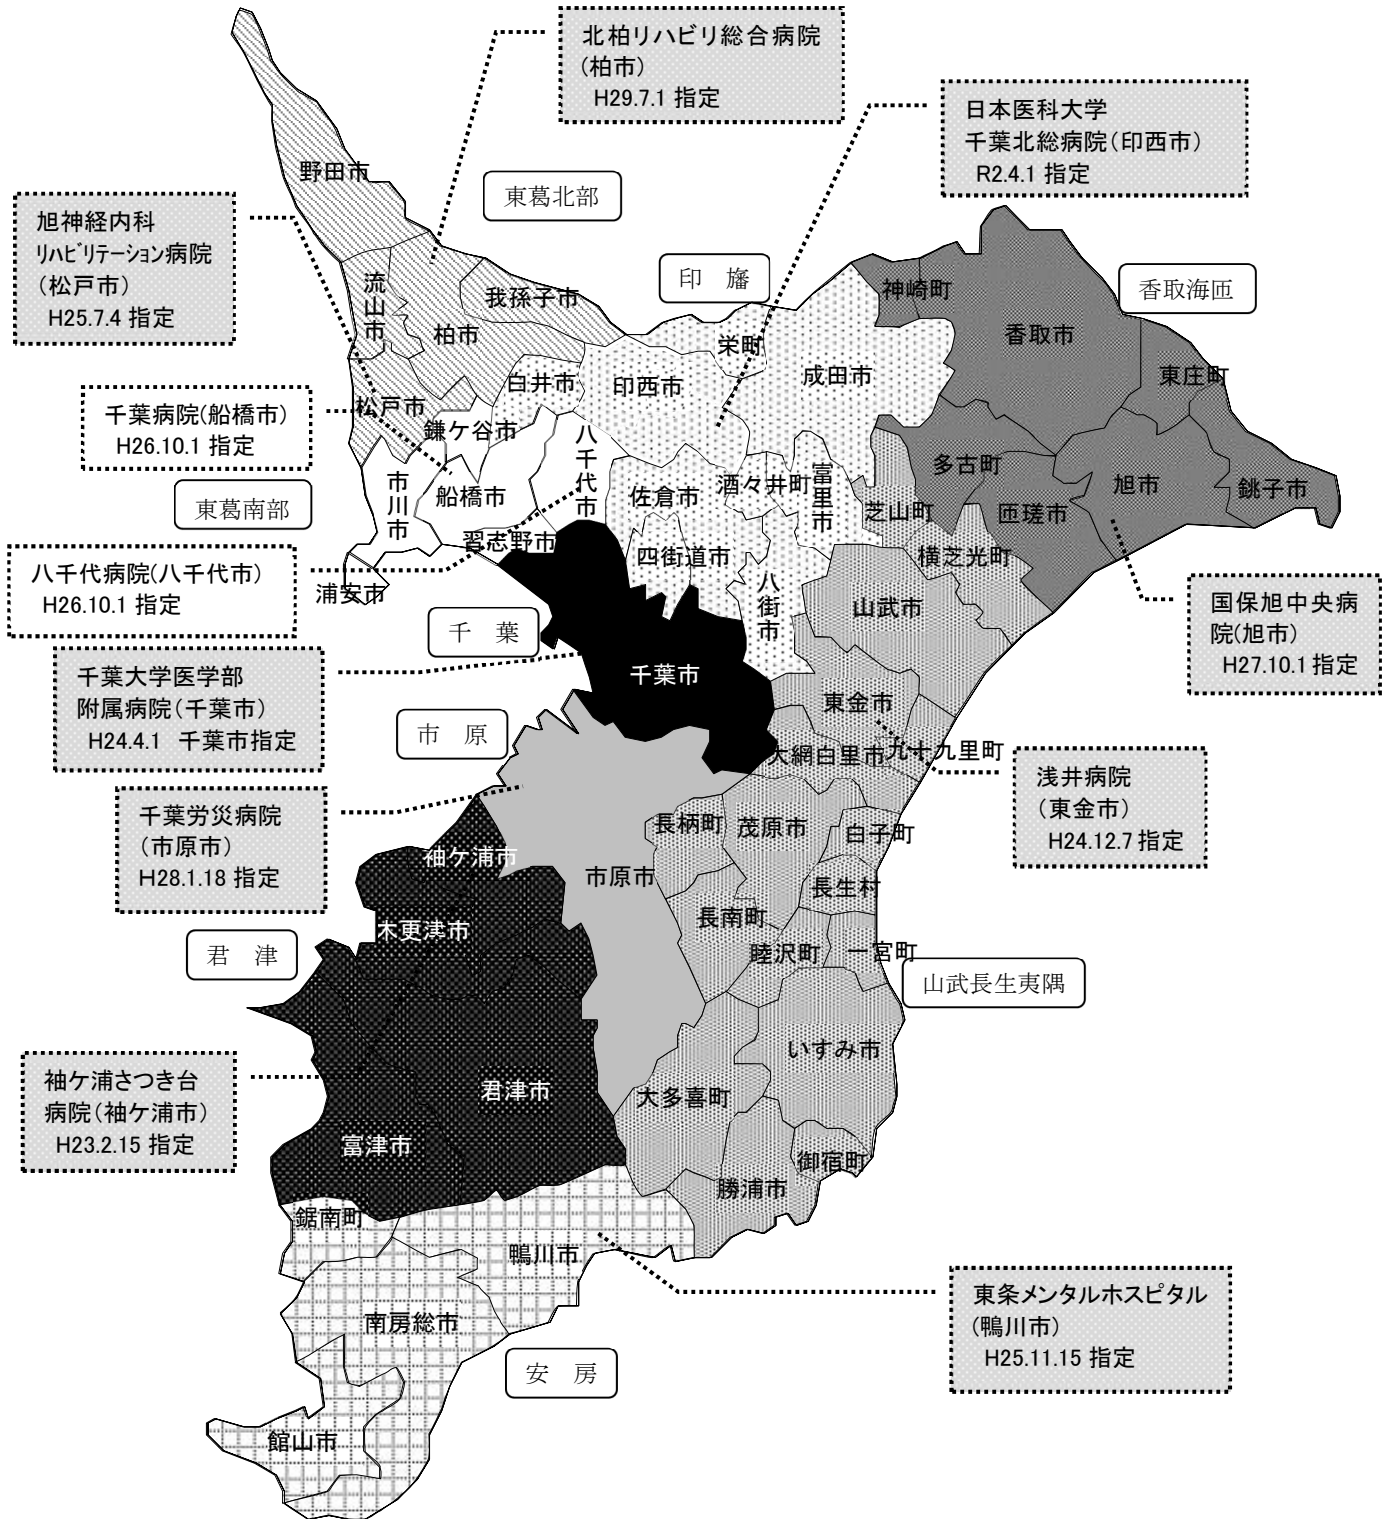 北柏リハビリ総合病院
(柏市)
H29.7.1 指定
日本医科大学
千葉北総病院(印西市)
R2.4.1 指定
野田市
東葛北部
旭神経内科
リハビリテーション病院
(松戸市)
H25.7.4 指定
流山市
我孫子市
柏市
印 旛
神崎町
香取海匝
香取市
栄町
成田市
白井市
印西市
東庄町
千葉病院(船橋市)
H26.10.1 指定
松戸市
鎌ケ谷市
八千代市
市川市
船橋市
東葛南部
佐倉市
酒々井町
富里市
多古町
芝山町
匝瑳市
旭市
銚子市
習志野市
四街道市
横芝光町
八千代病院(八千代市)
H26.10.1 指定
浦安市
八街市
山武市
国保旭中央病
院(旭市)
H27.10.1 指定
千 葉
千葉市
千葉大学医学部
附属病院(千葉市)
H24.4.1 千葉市指定
東金市
市 原
大網白里市
九十九里町
浅井病院
(東金市)
H24.12.7 指定
千葉労災病院
(市原市)
H28.1.18 指定
長柄町
茂原市
白子町
袖ケ浦市
市原市
長生村
長南町
木更津市
君 津
睦沢町
一宮町
山武長生夷隅
いすみ市
袖ケ浦さつき台
病院(袖ケ浦市)
H23.2.15 指定
君津市
大多喜町
富津市
御宿町
勝浦市
鋸南町
鴨川市
東条メンタルホスピタル
(鴨川市)
H25.11.15 指定
南房総市
安 房
館山市